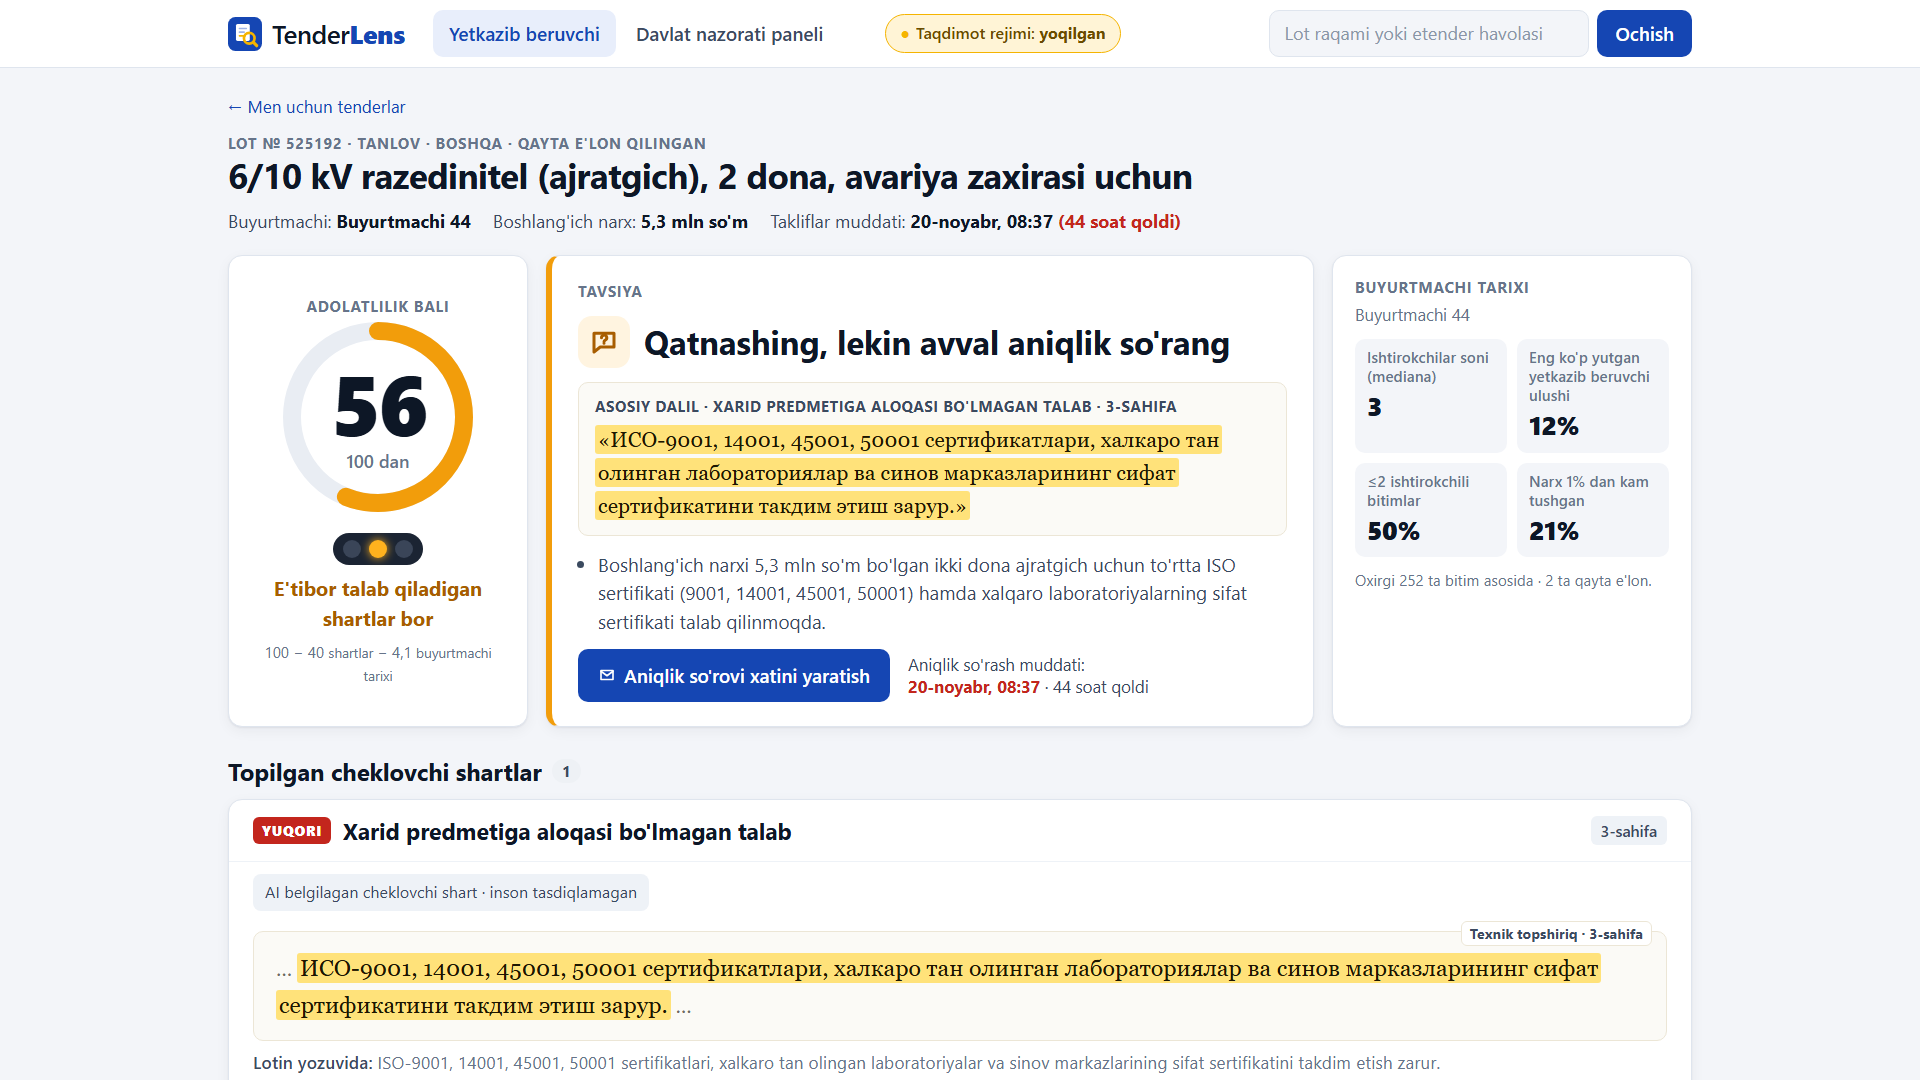 TenderLens
Yetkazib beruvchi
Davlat nazorati paneli
Taqdimot rejimi: yoqilgan
Lot raqami yoki etender havolasi
Ochish
← Men uchun tenderlar
LOT № 525192 · TANLOV · BOSHQA · QAYTA E'LON QILINGAN
6/10 kV razedinitel (ajratgich), 2 dona, avariya zaxirasi uchun
Buyurtmachi: Buyurtmachi 44 Boshlang'ich narx: 5,3 mln so'm Takliflar muddati: 20-noyabr, 08:37 (44 soat qoldi)
ADOLATLILIK BALI
56
100 dan
E'tibor talab qiladigan
shartlar bor
100 − 40 shartlar − 4,1 buyurtmachi
tarixi
TAVSIYA
Qatnashing, lekin avval aniqlik so'rang
ASOSIY DALIL · XARID PREDMETIGA ALOQASI BO'LMAGAN TALAB · 3-SAHIFA
«ИСО-9001, 14001, 45001, 50001 сертификатлари, халкаро тан
олинган лабораториялар ва синов марказларининг сифат
сертификатини такдим этиш зарур.»
• Boshlang'ich narxi 5,3 mln so'm bo'lgan ikki dona ajratgich uchun to'rtta ISO
sertifikati (9001, 14001, 45001, 50001) hamda xalqaro laboratoriyalarning sifat
sertifikati talab qilinmoqda.
Aniqlik so'rovi xatini yaratish
Aniqlik so'rash muddati:
20-noyabr, 08:37 · 44 soat qoldi
BUYURTMACHI TARIXI
Buyurtmachi 44
Ishtirokchilar soni
(mediana)
3
Eng ko'p yutgan
yetkazib beruvchi
ulushi
12%
≤2 ishtirokchili
bitimlar
50%
Narx 1% dan kam
tushgan
21%
Oxirgi 252 ta bitim asosida · 2 ta qayta e'lon.
Topilgan cheklovchi shartlar 1
YUQORI Xarid predmetiga aloqasi bo'lmagan talab
3-sahifa
AI belgilagan cheklovchi shart · inson tasdiqlamagan
Texnik topshiriq · 3-sahifa
... ИСО-9001, 14001, 45001, 50001 сертификатлари, халкаро тан олинган лабораториялар ва синов марказларининг сифат
сертификатини такдим этиш зарур. ...
Lotin yozuvida: ISO-9001, 14001, 45001, 50001 sertifikatlari, xalqaro tan olingan laboratoriyalar va sinov markazlarining sifat sertifikatini takdim etish zarur.